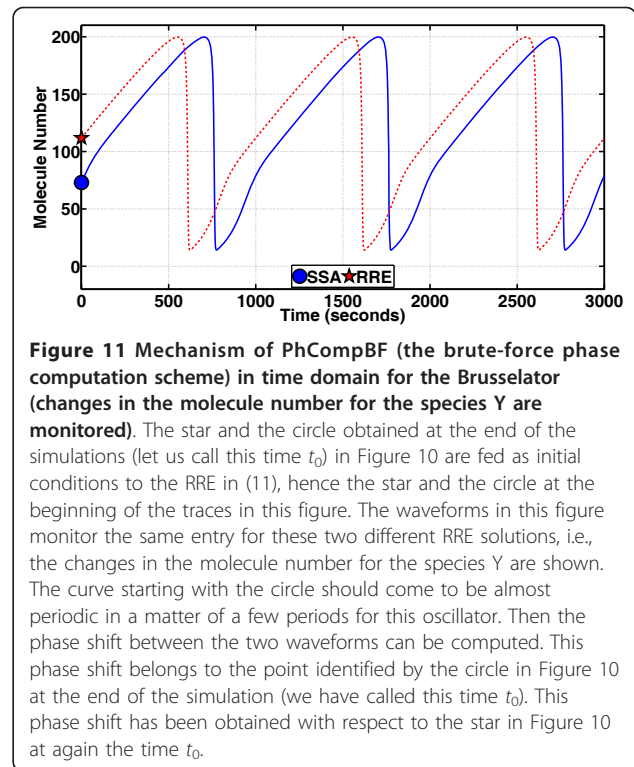 200
150
100
50
0
Molecule Number
0 500 1000 1500 2000 2500 3000
SSA RRE
Time (seconds)
Figure 11 Mechanism of PhCompBF (the brute-force phase
computation scheme) in time domain for the Brusselator
(changes in the molecule number for the species Y are
monitored). The star and the circle obtained at the end of the
simulations (let us call this time t0) in Figure 10 are fed as initial
conditions to the RRE in (11), hence the star and the circle at the
beginning of the traces in this figure. The waveforms in this figure
monitor the same entry for these two different RRE solutions, i.e.,
the changes in the molecule number for the species Y are shown.
The curve starting with the circle should come to be almost
periodic in a matter of a few periods for this oscillator. Then the
phase shift between the two waveforms can be computed. This
phase shift belongs to the point identified by the circle in Figure 10
at the end of the simulation (we have called this time t0). This
phase shift has been obtained with respect to the star in Figure 10
at again the time t0.